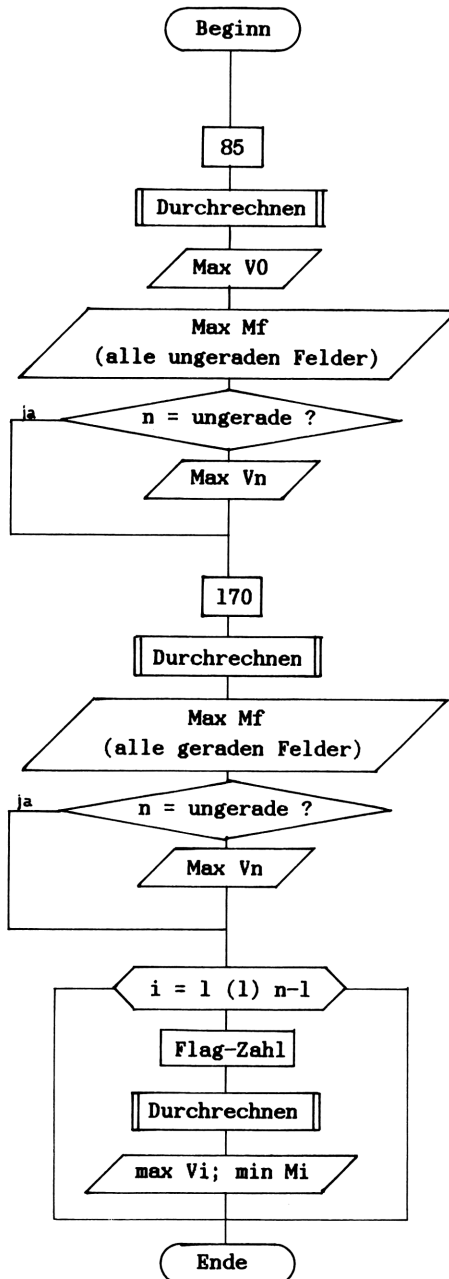 Beginn
85
Durchrechnen
Max V0
Max Mf
(alle ungeraden Felder)
ja
n = ungerade ?
Max Vn
170
Durchrechnen
Max Mf
(alle geraden Felder)
ja
n = ungerade ?
Max Vn
i = 1 (1) n-1
Flag-Zahl
Durchrechnen
max Vi; min Mi
Ende